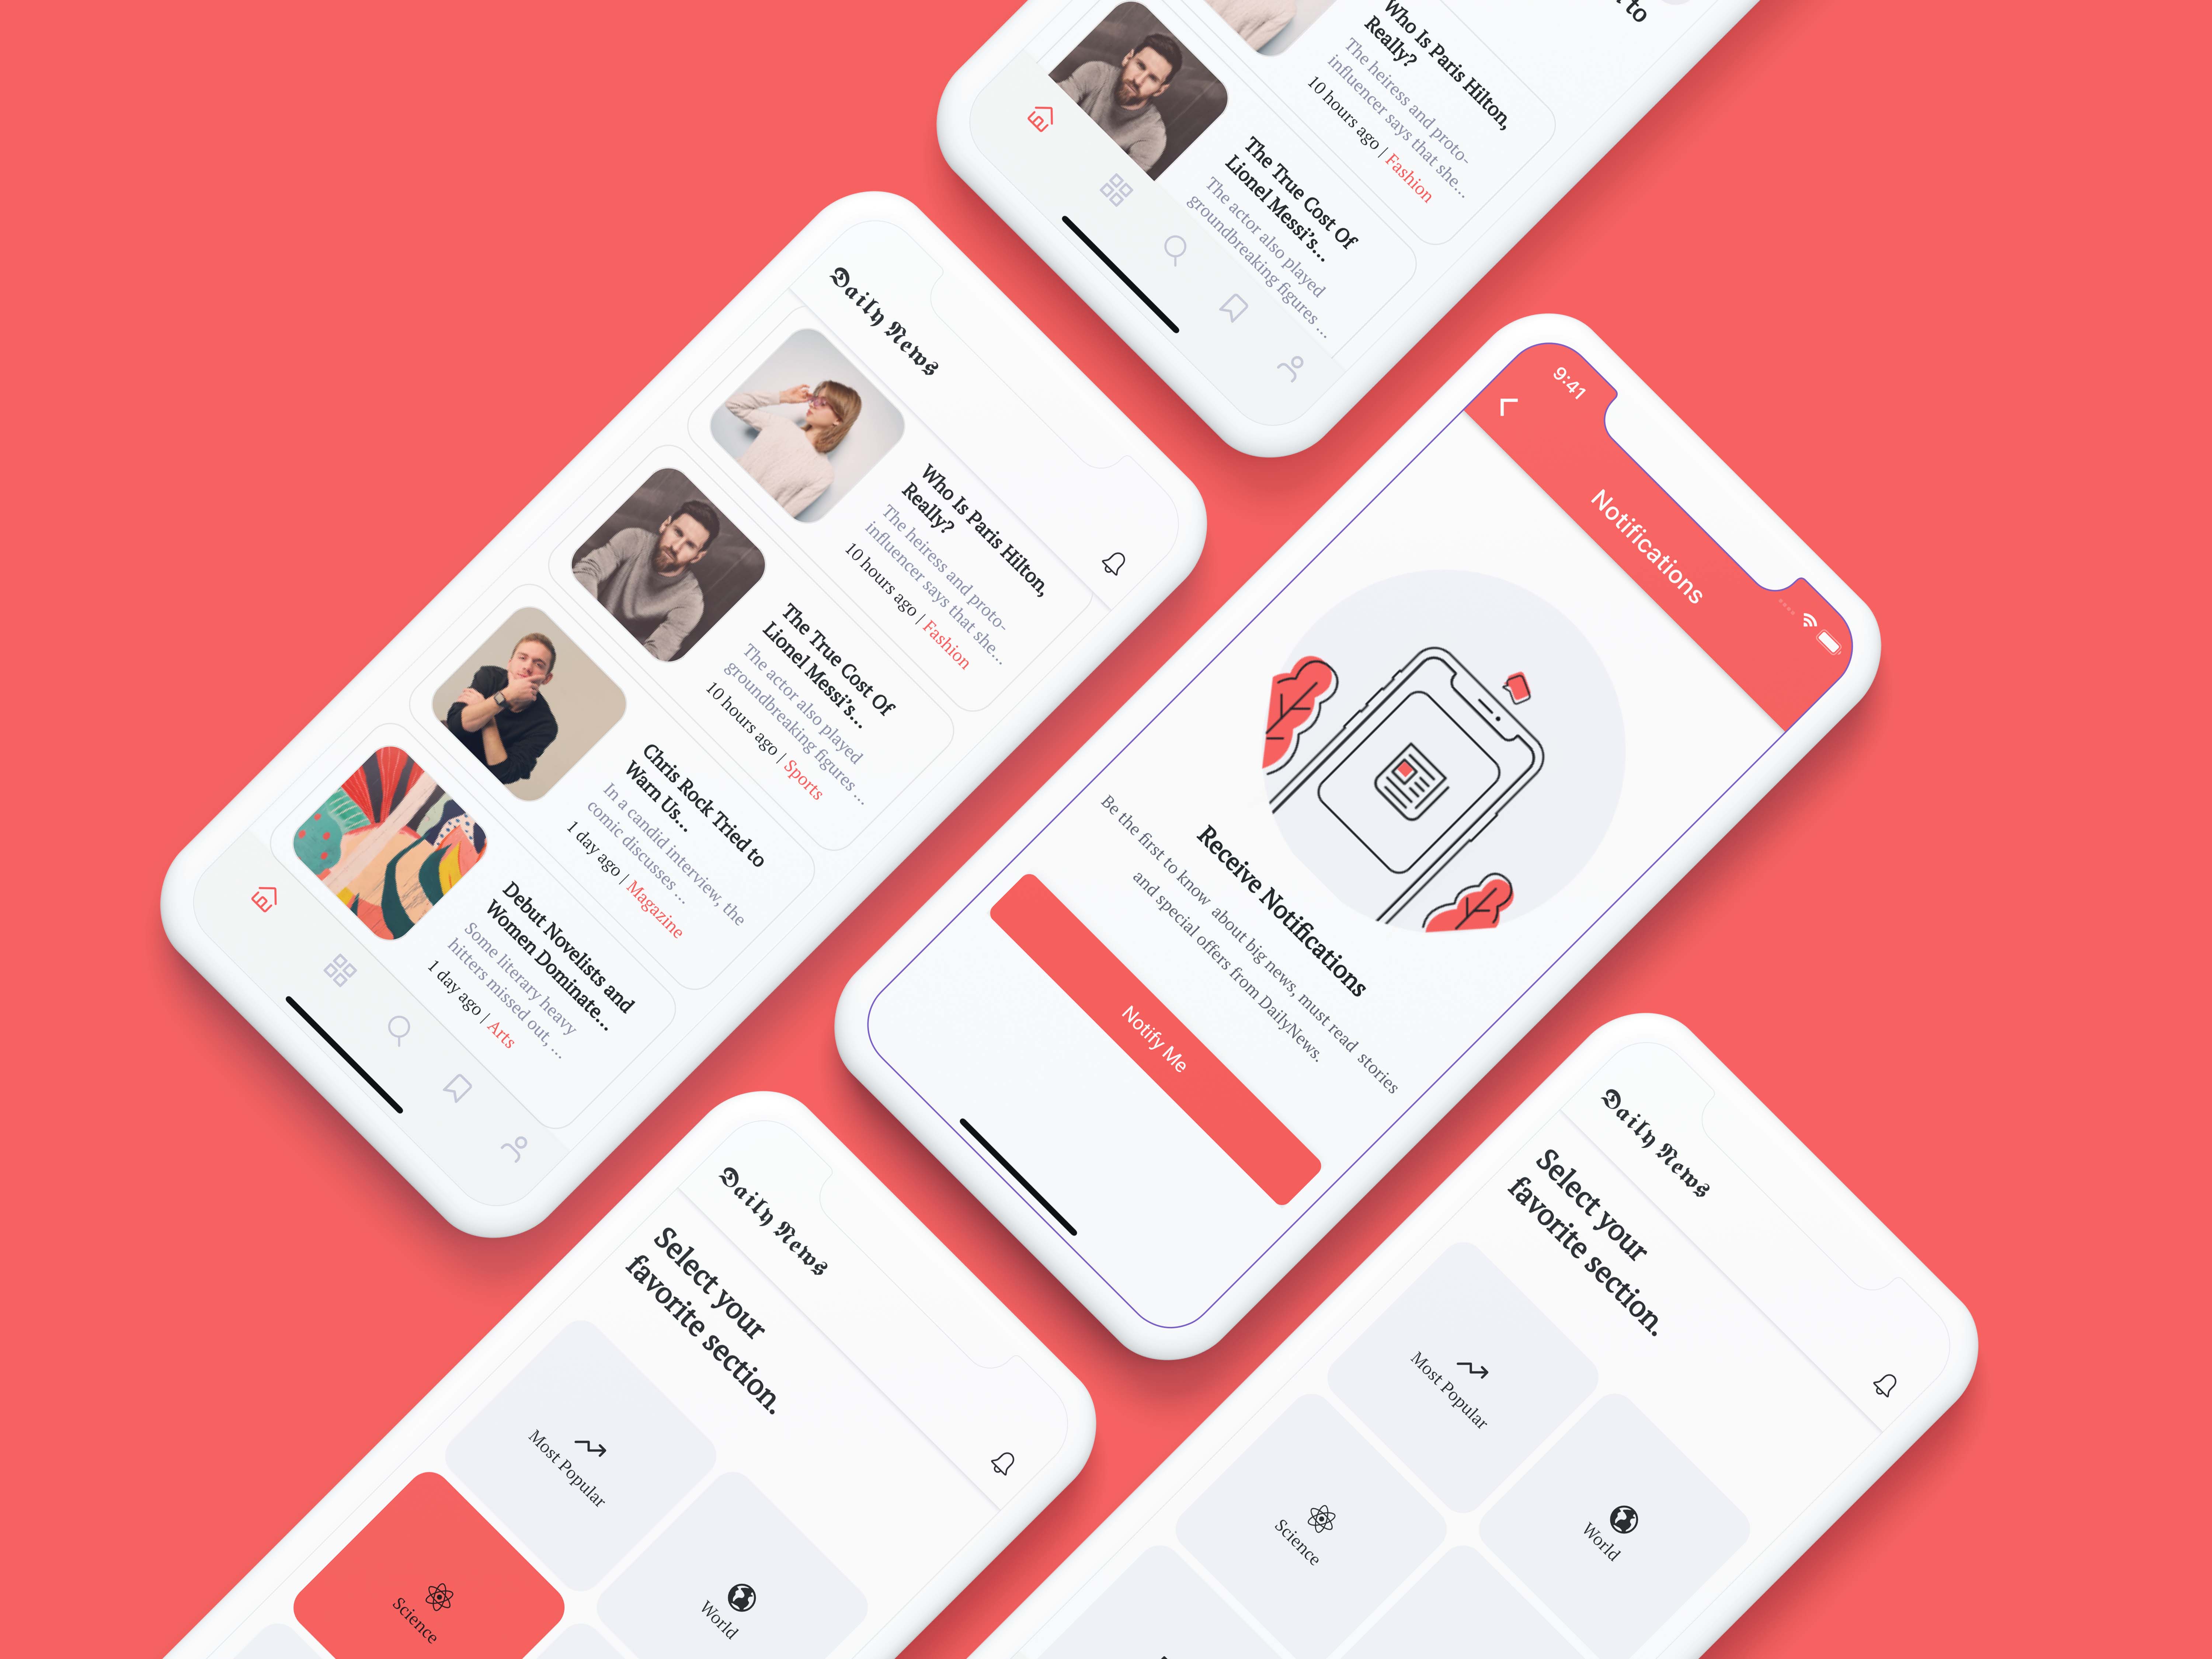 to
Who Is Paris Hilton,
Really?
The heiress and proto-
influencer says that she...
10 hours ago | Fashion
The True Cost Of
Lionel Messi's...
The actor also played
groundbreaking figures ...
Daily News
Who Is Paris Hilton,
Really?
The heiress and proto-
influencer says that she...
10 hours ago | Fashion
The True Cost Of
Lionel Messi's...
The actor also played
groundbreaking figures ...
10 hours ago | Sports
Chris Rock Tried to
Warn Us...
In a candid interview, the
comic discusses ...
1 day ago | Magazine
Debut Novelists and
Women Dominate...
Some literary heavy
hitters missed out, ...
1 day ago | Arts
9:41
Notifications
Receive Notifications
Be the first to know about big news, must read stories
and special offers from DailyNews.
Notify Me
Daily News
Select your
favorite section.
Most Popular
Science
World
Daily News
Select your
favorite section.
Most Popular
Science
World